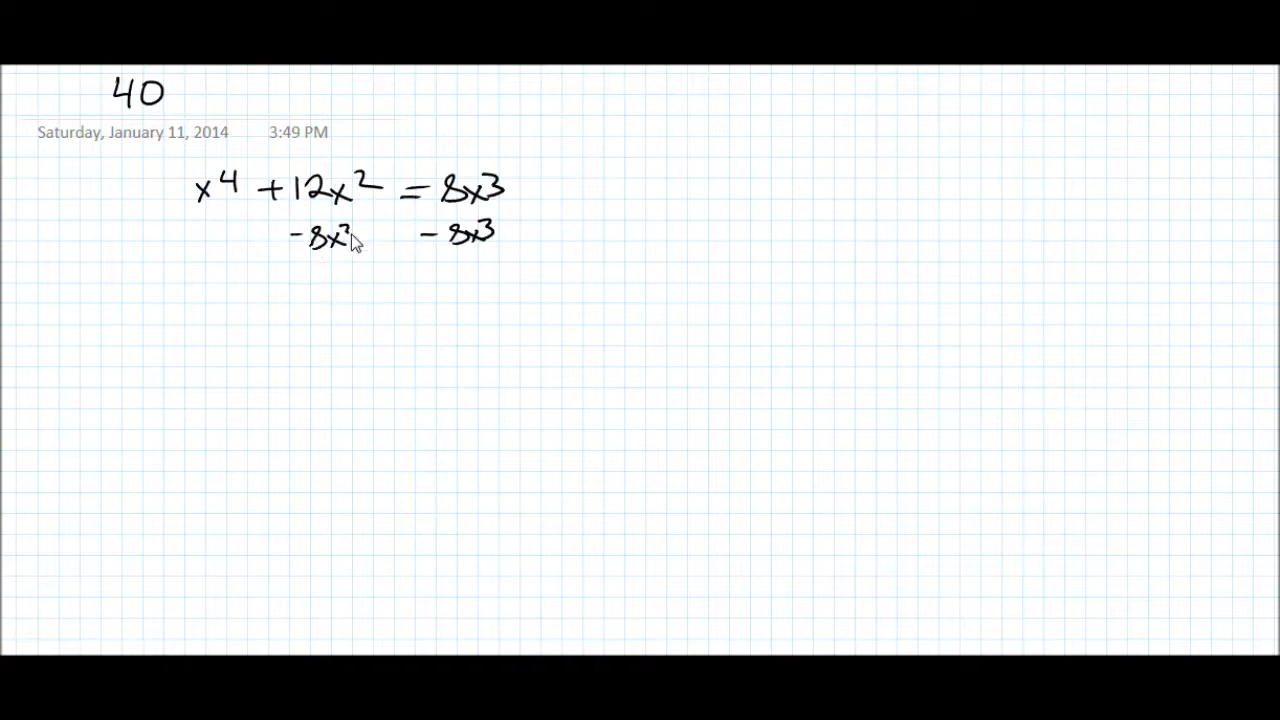 40
Saturday, January 11, 2014 3:49 PM
x⁴ + 12x² = 8x³
- 8x³ - 8x³